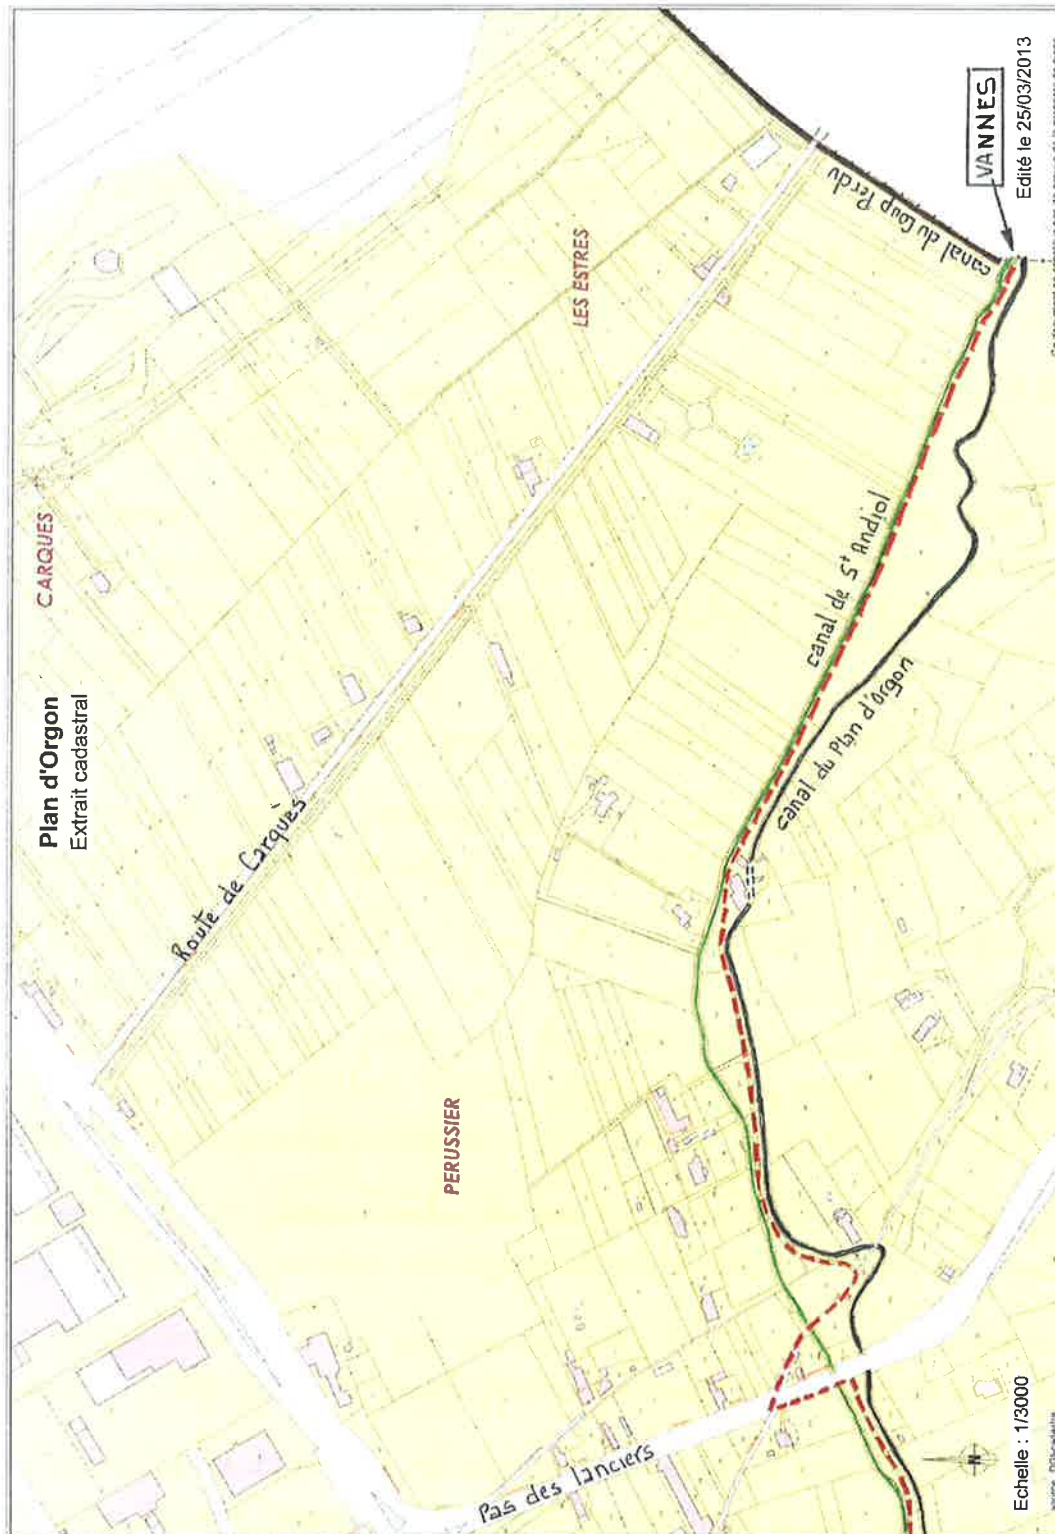 Plan d'Orgon
Extrait cadastral
CARQUES
LES ESTRES
PERUSSIER
Route de Carques
canal du Loup Perdu
VANNES
Edité le 25/03/2013
canal de St Andiol
canal du Plan d'Orgon
Pas des lanciers
N
Echelle : 1/3000